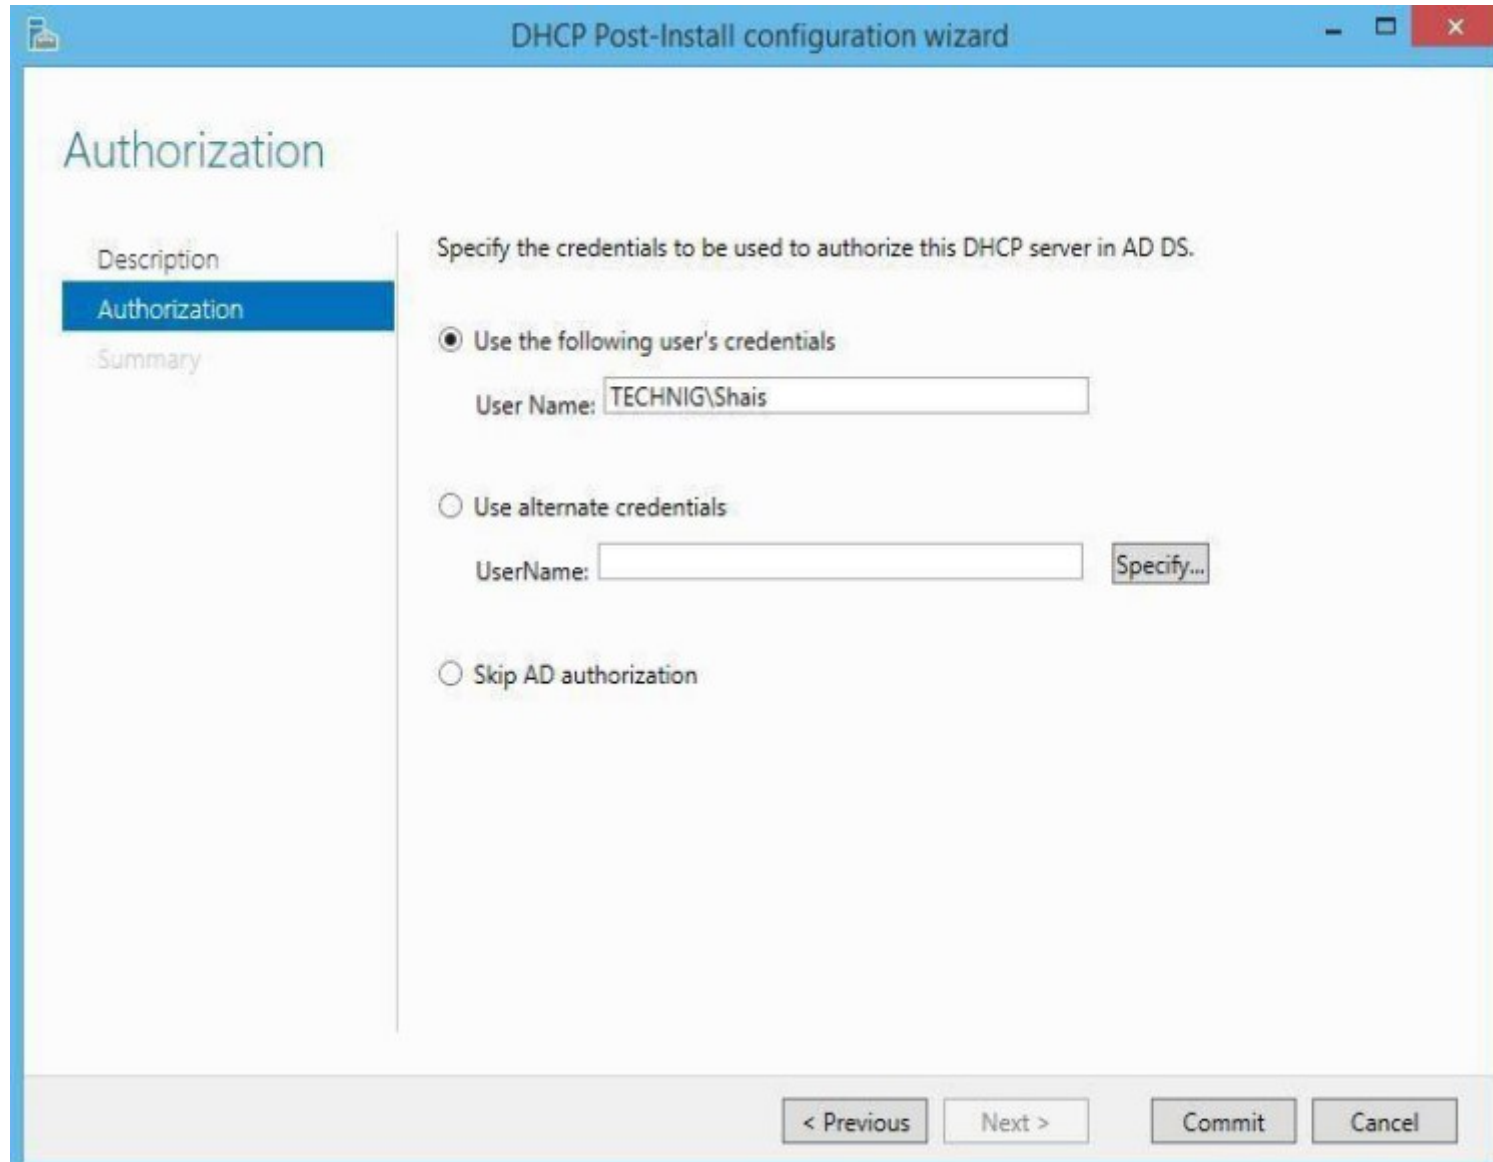 DHCP Post-Install configuration wizard
Authorization
Description
Authorization
Summary
Specify the credentials to be used to authorize this DHCP server in AD DS.
Use the following user's credentials
User Name: TECHNIG\Shais
Use alternate credentials
UserName:
Specify...
Skip AD authorization
< Previous
Next >
Commit
Cancel